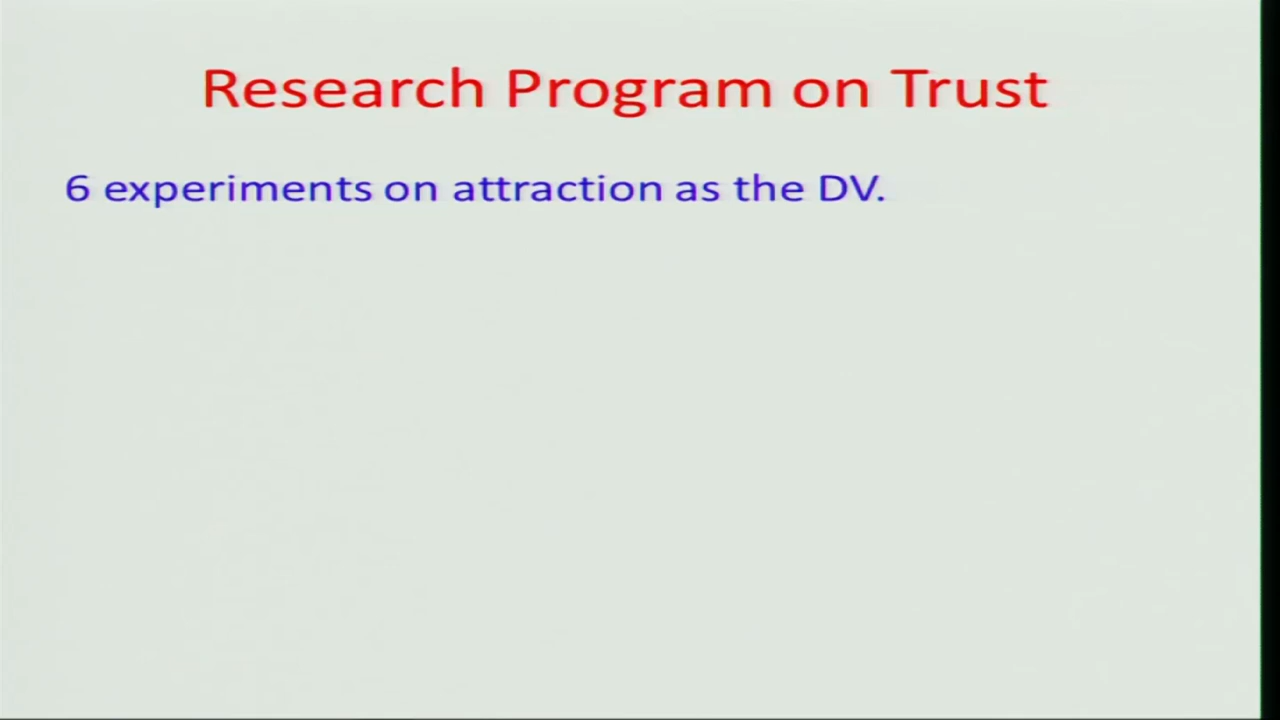 Research Program on Trust
6 experiments on attraction as the DV.